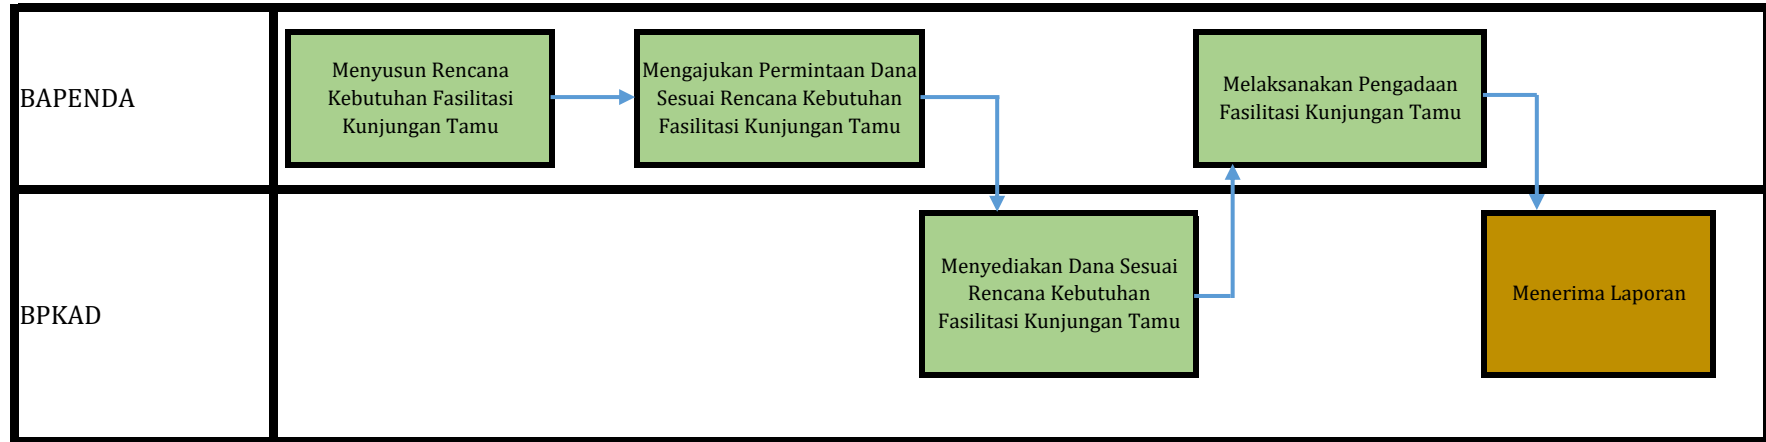 BAPENDA
Menyusun Rencana
Kebutuhan Fasilitasi
Kunjungan Tamu
Mengajukan Permintaan Dana
Sesuai Rencana Kebutuhan
Fasilitasi Kunjungan Tamu
Melaksanakan Pengadaan
Fasilitasi Kunjungan Tamu
BPKAD
Menyediakan Dana Sesuai
Rencana Kebutuhan
Fasilitasi Kunjungan Tamu
Menerima Laporan